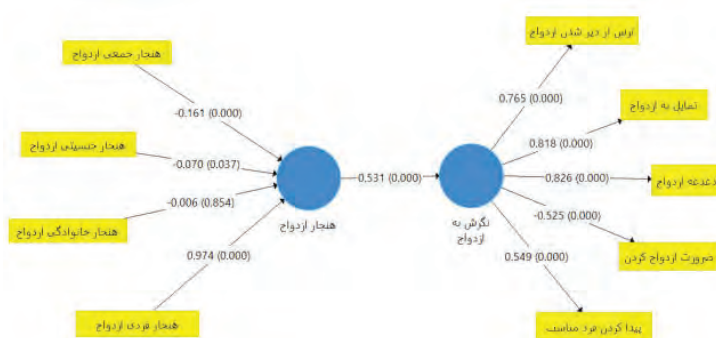 ترس از دیر شدن ازدواج
هنجار جمعی ازدواج
0.765 (0.000)
-0.161 (0.000)
تمایل به ازدواج
0.818 (0.000)
هنجار جنسیتی ازدواج
-0.070 (0.037)
0.531 (0.000)
0.826 (0.000)
دغدغه ازدواج
-0.006 (0.854)
-0.525 (0.000)
هنجار خانوادگی ازدواج
هنجار ازدواج
نگرش به
ازدواج
0.974 (0.000)
0.549 (0.000)
ضرورت ازدواج کردن
هنجار فردی ازدواج
پیدا کردن فرد مناسب